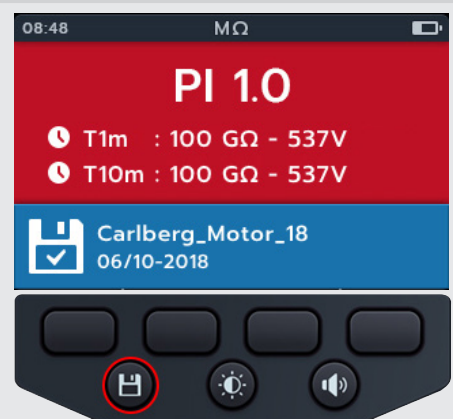 08:48 MΩ
PI 1.0
T1m : 100 GΩ - 537V
T10m : 100 GΩ - 537V
Carlberg_Motor_18
06/10-2018